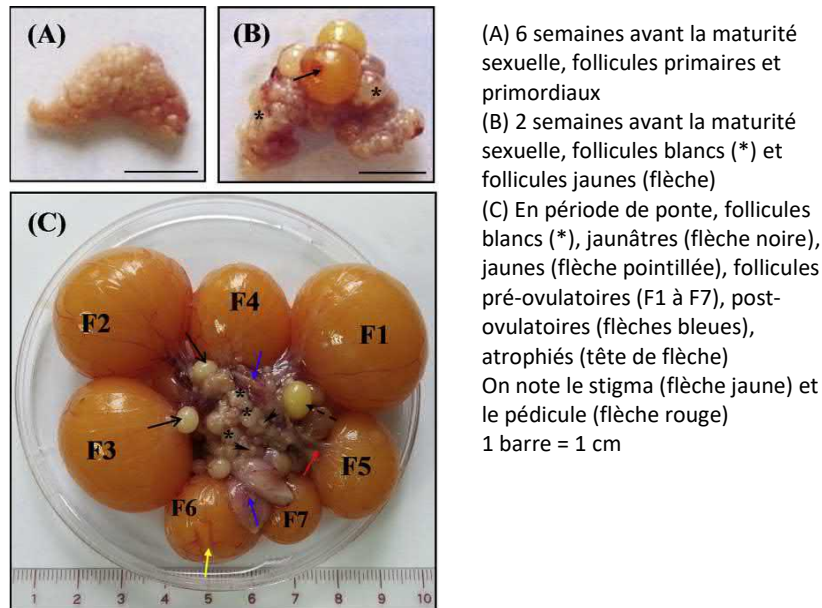 (A)
(B)
*
*
(C)
F2
F4
F1
*
*
*
F3
F5
F6
F7
1 2 3 4 5 6 7 8 9 10
(A) 6 semaines avant la maturité
sexuelle, follicules primaires et
primordiaux
(B) 2 semaines avant la maturité
sexuelle, follicules blancs (*) et
follicules jaunes (flèche)
(C) En période de ponte, follicules
blancs (*), jaunâtres (flèche noire),
jaunes (flèche pointillée), follicules
pré-ovulatoires (F1 à F7), post-
ovulatoires (flèches bleues),
atrophiés (tête de flèche)
On note le stigma (flèche jaune) et
le pédicule (flèche rouge)
1 barre = 1 cm